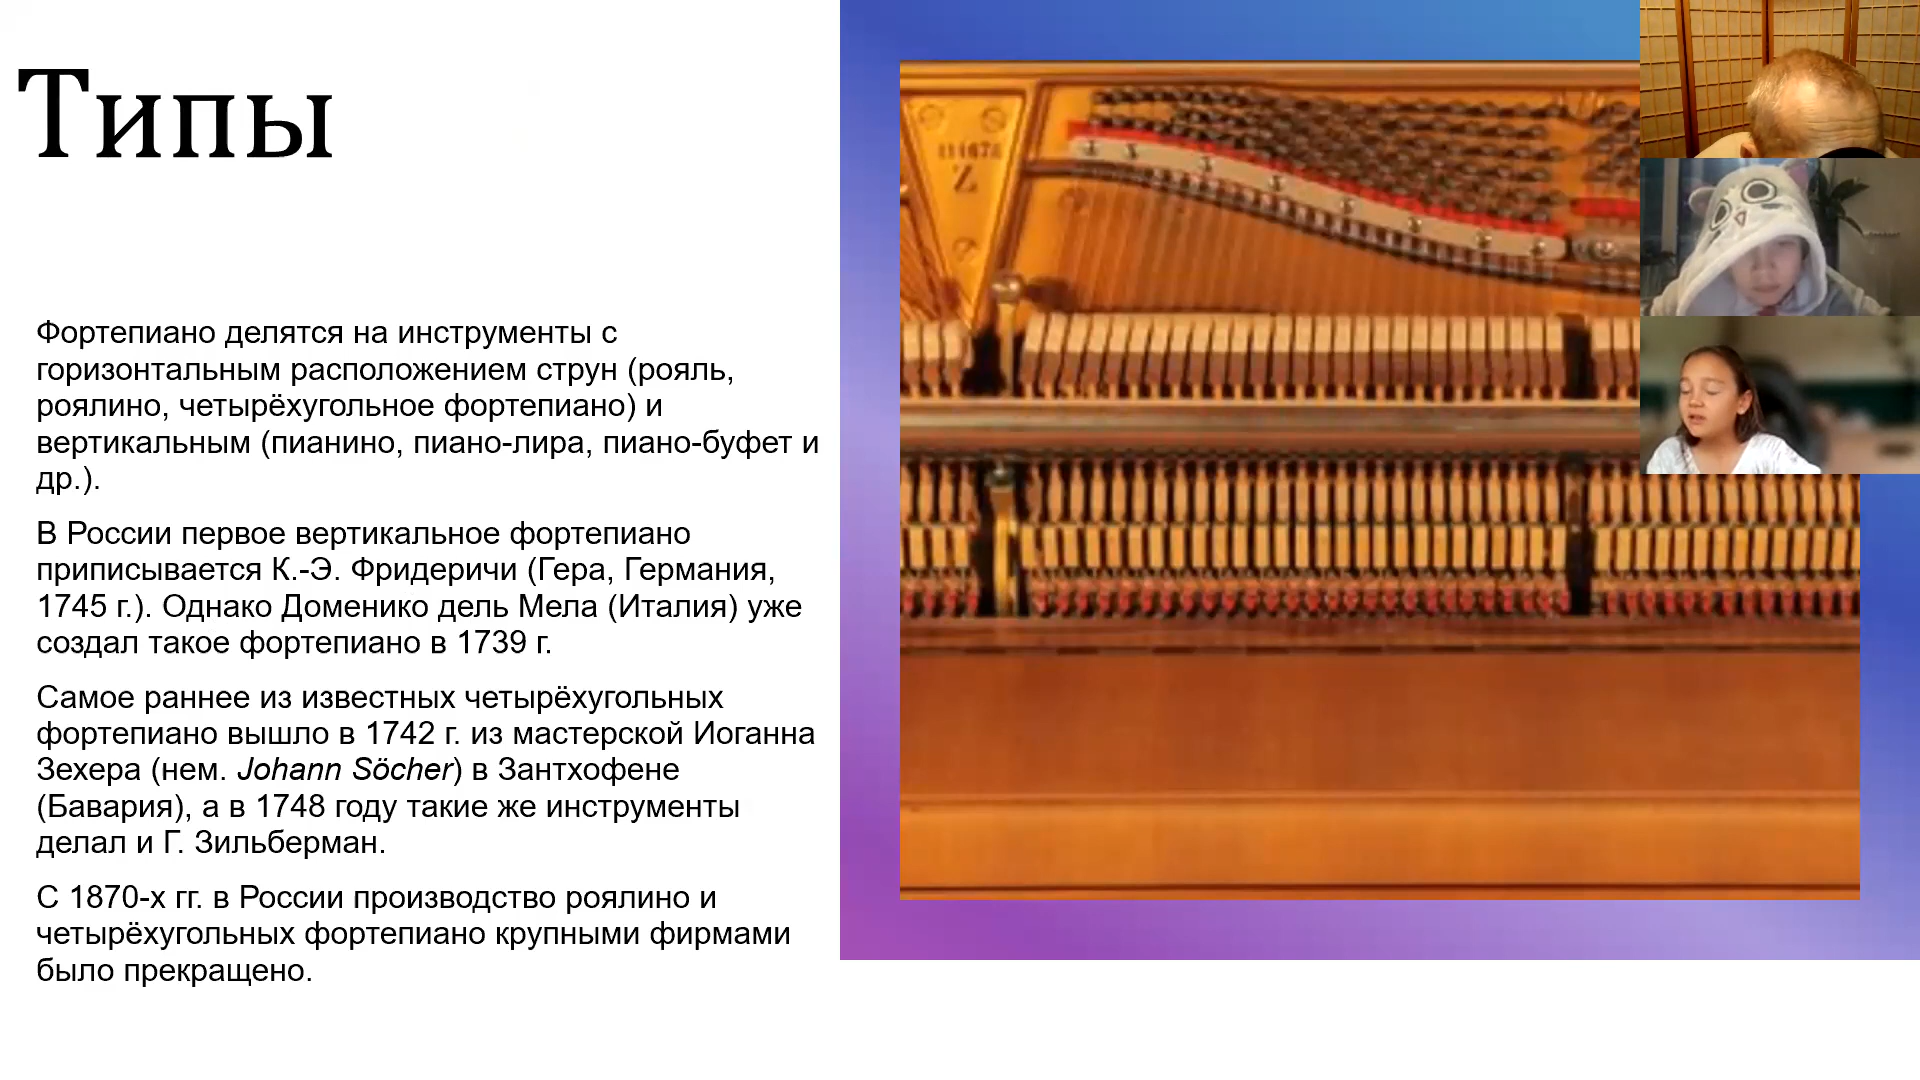 Типы
Фортепиано делятся на инструменты с
горизонтальным расположением струн (рояль,
роялино, четырёхугольное фортепиано) и
вертикальным (пианино, пиано-лира, пиано-буфет и
др.).
В России первое вертикальное фортепиано
приписывается К.-Э. Фридеричи (Гера, Германия,
1745 г.). Однако Доменико дель Мела (Италия) уже
создал такое фортепиано в 1739 г.
Самое раннее из известных четырёхугольных
фортепиано вышло в 1742 г. из мастерской Иоганна
Зехера (нем. Johann Söcher) в Зантхофене
(Бавария), а в 1748 году такие же инструменты
делал и Г. Зильберман.
С 1870-х гг. в России производство роялино и
четырёхугольных фортепиано крупными фирмами
было прекращено.
Z